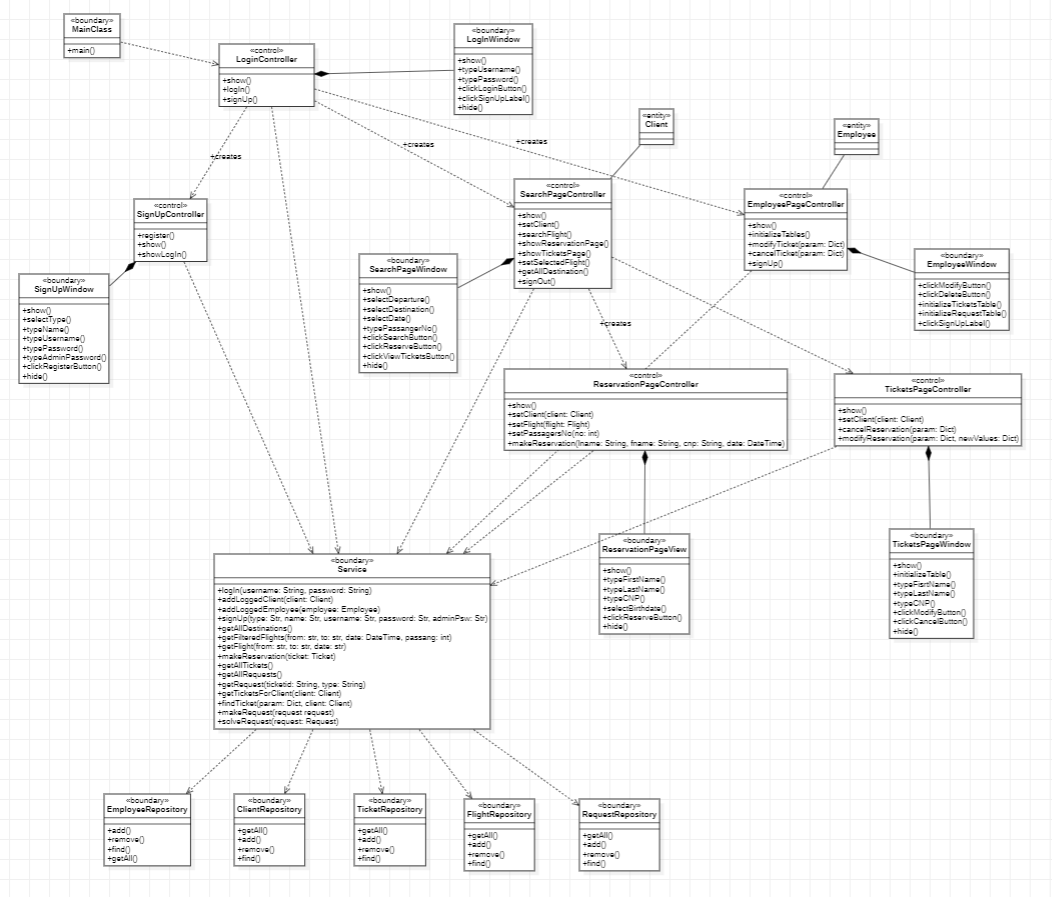 «boundary»
MainClass
+main()
«control»
LoginController
+show()
+logIn()
+signUp()
«boundary»
LogInWindow
+show()
+typeUsername()
+typePassword()
+clickLoginButton()
+clickSignUpLabel()
+hide()
«entity»
Client
«entity»
Employee
+creates
+creates
+creates
«control»
SignUpController
+register()
+show()
+showLogIn()
«control»
SearchPageController
+show()
+setClient()
+searchFlight()
+showReservationPage()
+showTicketsPage()
+setSelectedFlight()
+getAllDestination()
+signOut()
«control»
EmployeePageController
+show()
+initializeTables()
+modifyTicket(param: Dict)
+cancelTicket(param: Dict)
+signUp()
«boundary»
SignUpWindow
+show()
+selectType()
+typeName()
+typeUsername()
+typePassword()
+typeAdminPassword()
+clickRegisterButton()
+hide()
«boundary»
SearchPageWindow
+show()
+selectDeparture()
+selectDestination()
+selectDate()
+typePassangerNo()
+clickSearchButton()
+clickReserveButton()
+clickViewTicketsButton()
+hide()
«boundary»
EmployeeWindow
+clickModifyButton()
+clickDeleteButton()
+initializeTicketsTable()
+initializeRequestTable()
+clickSignUpLabel()
+creates
«control»
ReservationPageController
+show()
+setClient(client: Client)
+setFlight(flight: Flight)
+setPassagersNo(no: int)
+makeReservation(lname: String, fname: String, cnp: String, date: DateTime)
«control»
TicketsPageController
+show()
+setClient(client: Client)
+cancelReservation(param: Dict)
+modifyReservation(param: Dict, newValues: Dict)
«boundary»
ReservationPageView
+show()
+typeFirstName()
+typeLastName()
+typeCNP()
+selectBirthdate()
+clickReserveButton()
+hide()
«boundary»
TicketsPageWindow
+show()
+initializeTable()
+typeFisrtName()
+typeLastName()
+typeCNP()
+clickModifyButton()
+clickCancelButton()
+hide()
«boundary»
Service
+logIn(username: String, password: String)
+addLoggedClient(client: Client)
+addLoggedEmployee(employee: Employee)
+signUp(type: Str, name: Str, username: Str, password: Str, adminPsw: Str)
+getAllDestinations()
+getFilteredFlights(from: str, to: str, date: DateTime, passang: int)
+getFlight(from: str, to: str, date: str)
+makeReservation(ticket: Ticket)
+getAllTickets()
+getAllRequests()
+getRequest(ticketid: String, type: String)
+getTicketsForClient(client: Client)
+findTicket(param: Dict, client: Client)
+makeRequest(request request)
+solveRequest(request: Request)
«boundary»
EmployeeRepository
+add()
+remove()
+find()
+getAll()
«boundary»
ClientRepository
+getAll()
+add()
+remove()
+find()
«boundary»
TicketRepository
+getAll()
+add()
+remove()
+find()
«boundary»
FlightRepository
+getAll()
+add()
+remove()
+find()
«boundary»
RequestRepository
+getAll()
+add()
+remove()
+find()